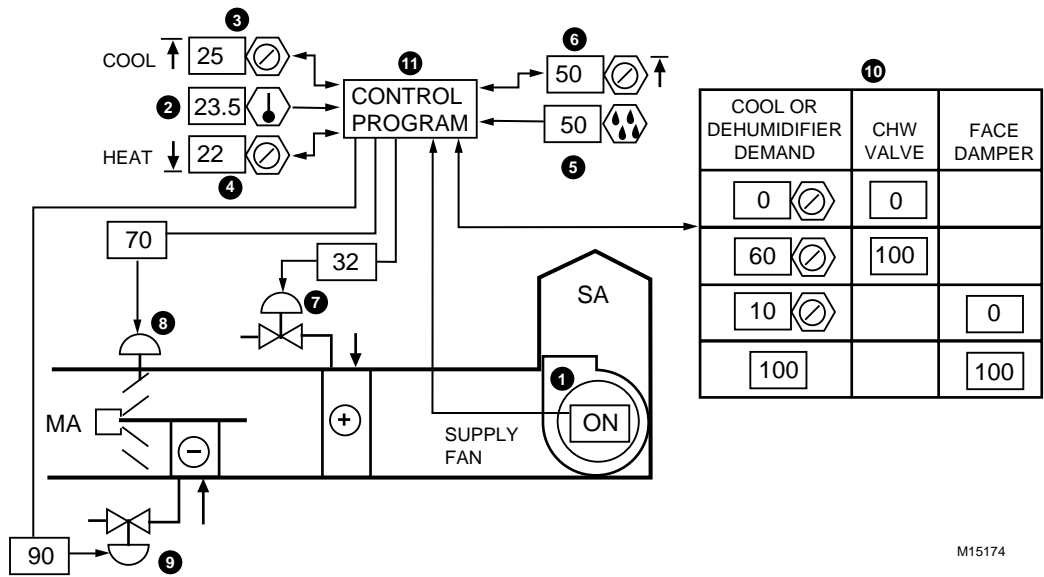 3
COOL 25
11
6
50
10
2 23.5
CONTROL
PROGRAM
50
5
HEAT 22
4
COOL OR
DEHUMIDIFIER
DEMAND
CHW
VALVE
FACE
DAMPER
0 0
60 100
10 0
100 100
70
32
7
8
SA
1
MA
+
ON
SUPPLY
FAN
−
90
9
M15174